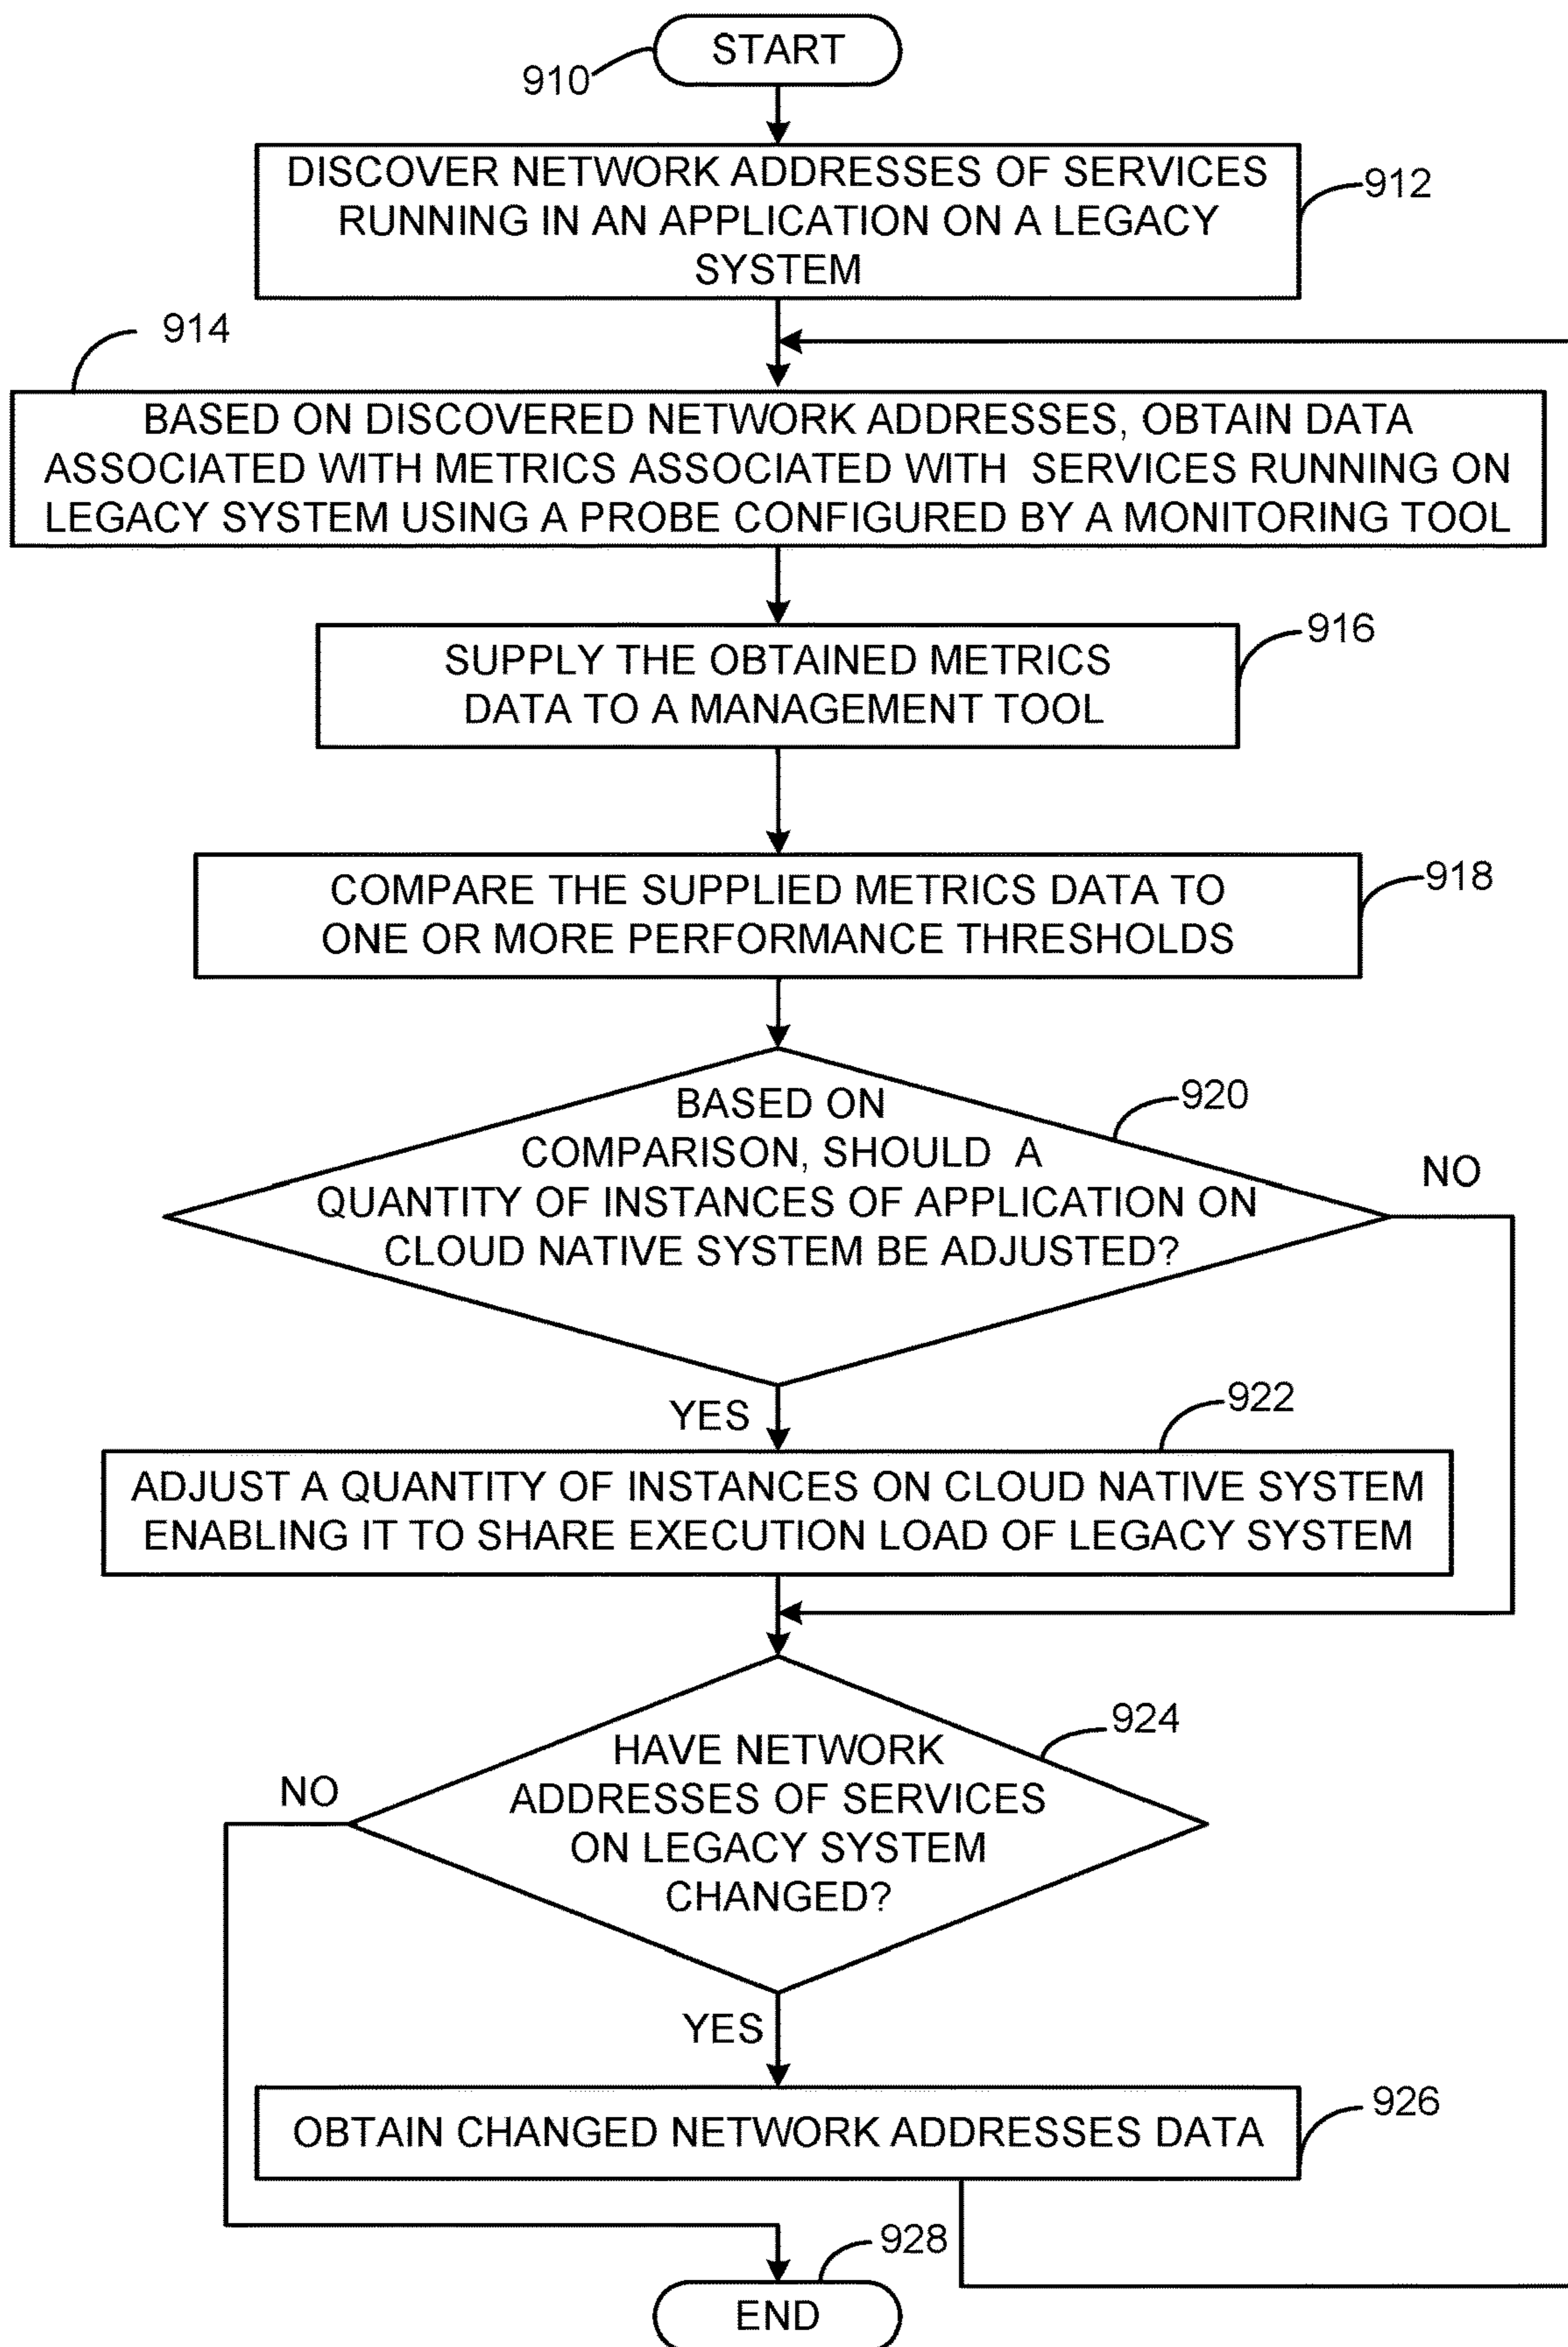 START
910
DISCOVER NETWORK ADDRESSES OF SERVICES
RUNNING IN AN APPLICATION ON A LEGACY
SYSTEM
912
914
BASED ON DISCOVERED NETWORK ADDRESSES, OBTAIN DATA
ASSOCIATED WITH METRICS ASSOCIATED WITH SERVICES RUNNING ON
LEGACY SYSTEM USING A PROBE CONFIGURED BY A MONITORING TOOL
916
SUPPLY THE OBTAINED METRICS
DATA TO A MANAGEMENT TOOL
918
COMPARE THE SUPPLIED METRICS DATA TO
ONE OR MORE PERFORMANCE THRESHOLDS
920
BASED ON
COMPARISON, SHOULD A
QUANTITY OF INSTANCES OF APPLICATION ON
CLOUD NATIVE SYSTEM BE ADJUSTED?
NO
YES
922
ADJUST A QUANTITY OF INSTANCES ON CLOUD NATIVE SYSTEM
ENABLING IT TO SHARE EXECUTION LOAD OF LEGACY SYSTEM
924
HAVE NETWORK
ADDRESSES OF SERVICES
ON LEGACY SYSTEM
CHANGED?
NO
YES
926
OBTAIN CHANGED NETWORK ADDRESSES DATA
928
END